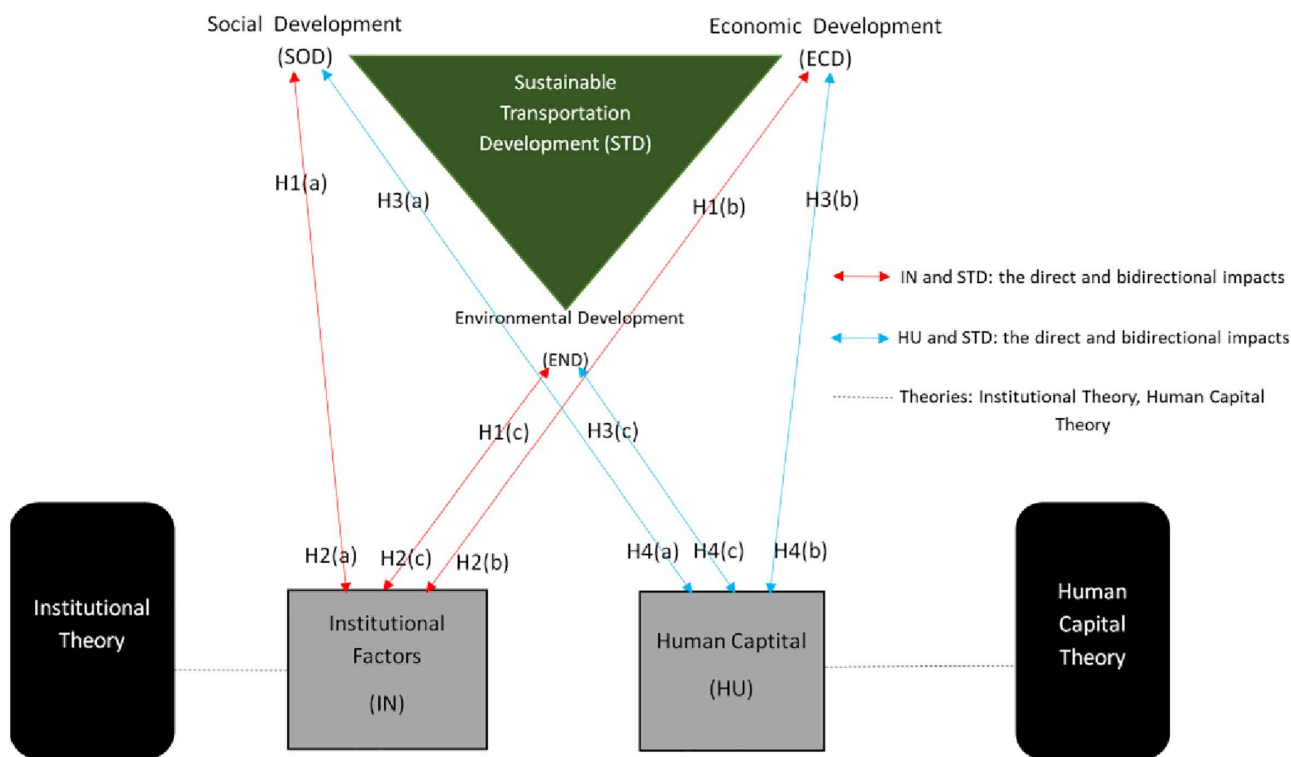 Social Development
(SOD)
Economic Development
(ECD)
Sustainable
Transportation
Development (STD)
H1(a)
H3(a)
H1(b)
H3(b)
IN and STD: the direct and bidirectional impacts
Environmental Development
(END)
HU and STD: the direct and bidirectional impacts
Theories: Institutional Theory, Human Capital
Theory
H1(c)
H3(c)
H2(a)
H2(c)
H2(b)
H4(a)
H4(c)
H4(b)
Institutional
Theory
Institutional
Factors
(IN)
Human Captital
(HU)
Human
Capital
Theory